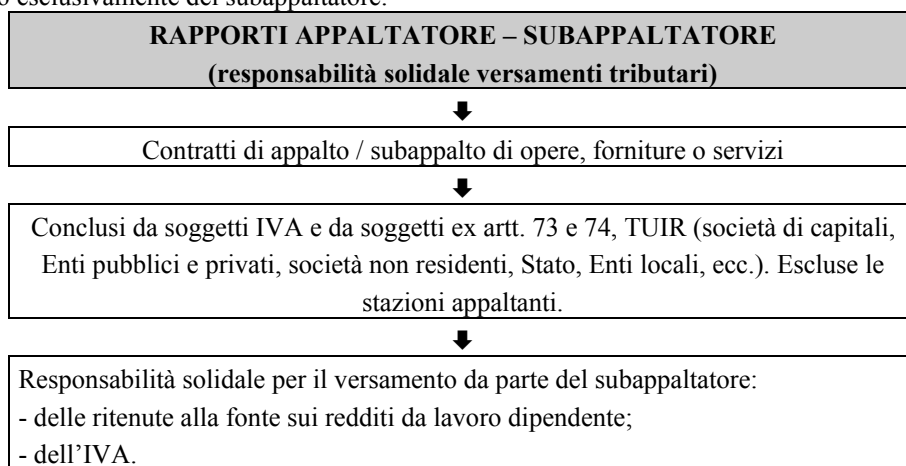 o esclusivamente del subappaltatore.
RAPPORTI APPALTATORE – SUBAPPALTATORE
(responsabilità solidale versamenti tributari)
Contratti di appalto / subappalto di opere, forniture o servizi
Conclusi da soggetti IVA e da soggetti ex artt. 73 e 74, TUIR (società di capitali,
Enti pubblici e privati, società non residenti, Stato, Enti locali, ecc.). Escluse le
stazioni appaltanti.
Responsabilità solidale per il versamento da parte del subappaltatore:
- delle ritenute alla fonte sui redditi da lavoro dipendente;
- dell'IVA.